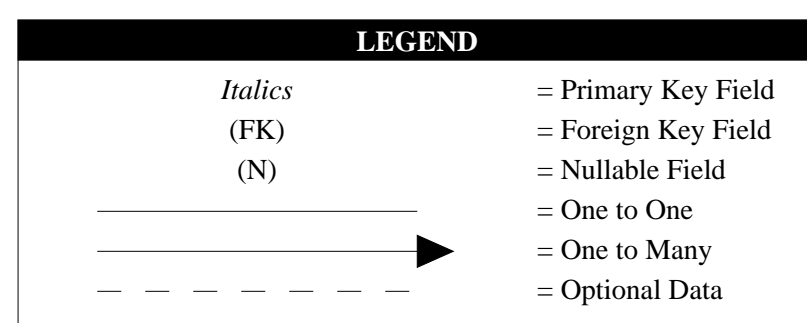 LEGEND
Italics = Primary Key Field
(FK) = Foreign Key Field
(N) = Nullable Field
= One to One
= One to Many
= Optional Data